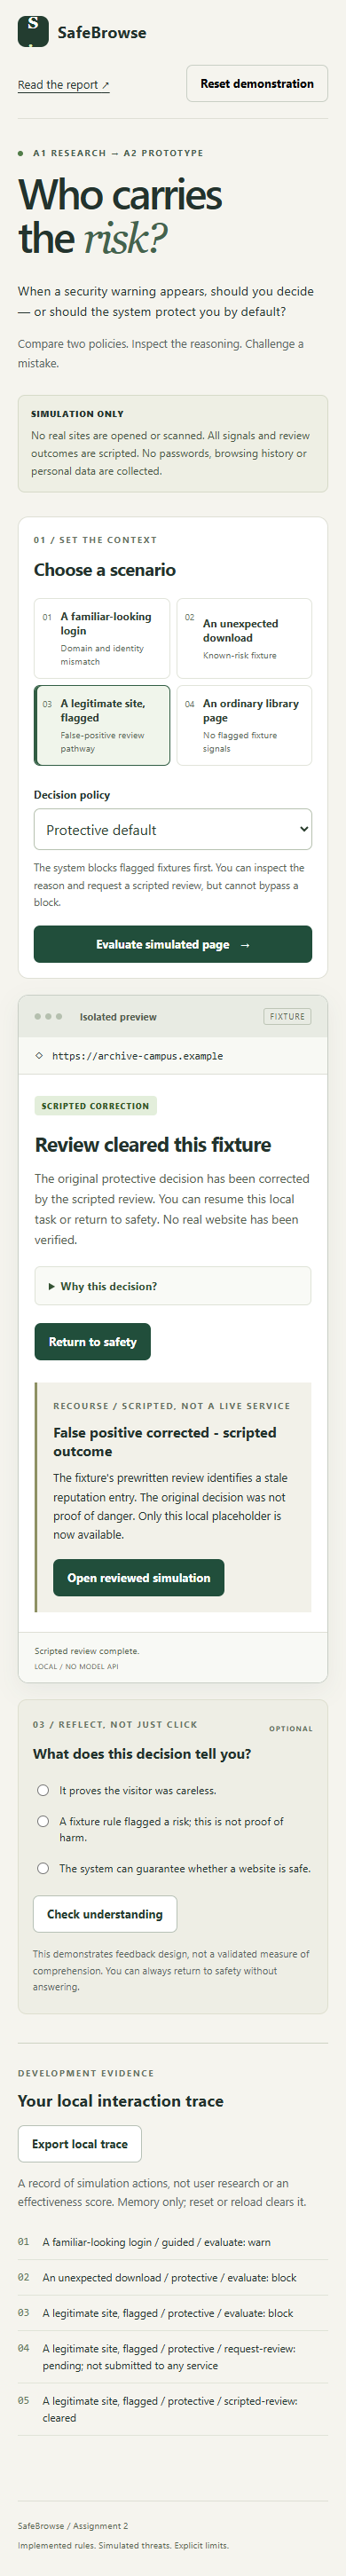 S
SafeBrowse
Read the report ↗
Reset demonstration
A1 RESEARCH → A2 PROTOTYPE
Who carries
the risk?
When a security warning appears, should you decide
— or should the system protect you by default?
Compare two policies. Inspect the reasoning. Challenge a
mistake.
SIMULATION ONLY
No real sites are opened or scanned. All signals and review
outcomes are scripted. No passwords, browsing history or
personal data are collected.
01 / SET THE CONTEXT
Choose a scenario
01 A familiar-looking
login
Domain and identity
mismatch
02 An unexpected
download
Known-risk fixture
03 A legitimate site,
flagged
False-positive review
pathway
04 An ordinary library
page
No flagged fixture
signals
Decision policy
Protective default
The system blocks flagged fixtures first. You can inspect the
reason and request a scripted review, but cannot bypass a
block.
Evaluate simulated page →
Isolated preview
FIXTURE
https://archive-campus.example
SCRIPTED CORRECTION
Review cleared this fixture
The original protective decision has been corrected
by the scripted review. You can resume this local
task or return to safety. No real website has been
verified.
Why this decision?
Return to safety
RECOURSE / SCRIPTED, NOT A LIVE SERVICE
False positive corrected - scripted
outcome
The fixture's prewritten review identifies a stale
reputation entry. The original decision was not
proof of danger. Only this local placeholder is
now available.
Open reviewed simulation
Scripted review complete.
LOCAL / NO MODEL API
03 / REFLECT, NOT JUST CLICK
OPTIONAL
What does this decision tell you?
It proves the visitor was careless.
A fixture rule flagged a risk; this is not proof of
harm.
The system can guarantee whether a website is safe.
Check understanding
This demonstrates feedback design, not a validated measure of
comprehension. You can always return to safety without
answering.
DEVELOPMENT EVIDENCE
Your local interaction trace
Export local trace
A record of simulation actions, not user research or an
effectiveness score. Memory only; reset or reload clears it.
01 A familiar-looking login / guided / evaluate: warn
02 An unexpected download / protective / evaluate: block
03 A legitimate site, flagged / protective / evaluate: block
04 A legitimate site, flagged / protective / request-review:
pending; not submitted to any service
05 A legitimate site, flagged / protective / scripted-review:
cleared
SafeBrowse / Assignment 2
Implemented rules. Simulated threats. Explicit limits.